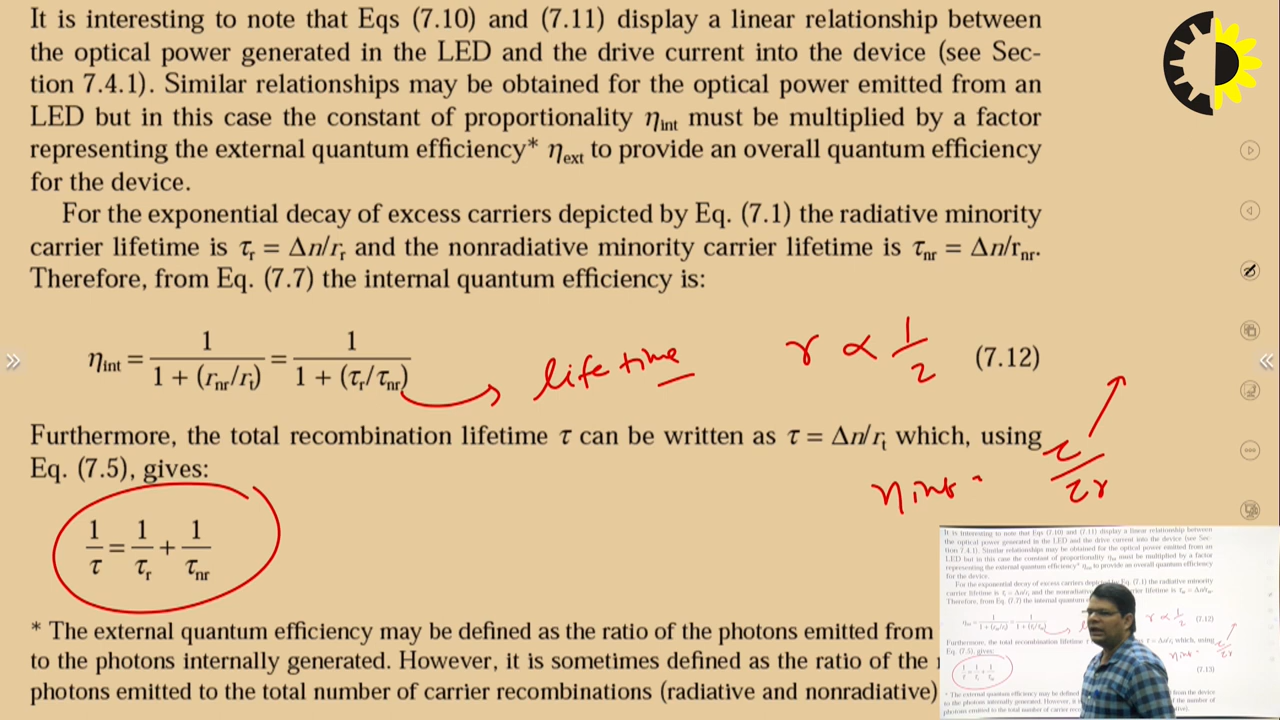 It is interesting to note that Eqs (7.10) and (7.11) display a linear relationship between
the optical power generated in the LED and the drive current into the device (see Sec-
tion 7.4.1). Similar relationships may be obtained for the optical power emitted from an
LED but in this case the constant of proportionality ηint must be multiplied by a factor
representing the external quantum efficiency* ηext to provide an overall quantum efficiency
for the device.
For the exponential decay of excess carriers depicted by Eq. (7.1) the radiative minority
carrier lifetime is τr = Δn/rr and the nonradiative minority carrier lifetime is τnr = Δn/rnr.
Therefore, from Eq. (7.7) the internal quantum efficiency is:
ηint = 1 / 1 + (rnr/rr) = 1 / 1 + (τr/τnr) (7.12)
lifetime
r ∝ 1/2
Furthermore, the total recombination lifetime τ can be written as τ = Δn/rt which, using
Eq. (7.5), gives:
ηint τ/τr
1/τ = 1/τr + 1/τnr
(7.13)
* The external quantum efficiency may be defined as the ratio of the photons emitted from
to the photons internally generated. However, it is sometimes defined as the ratio of the
photons emitted to the total number of carrier recombinations (radiative and nonradiative)